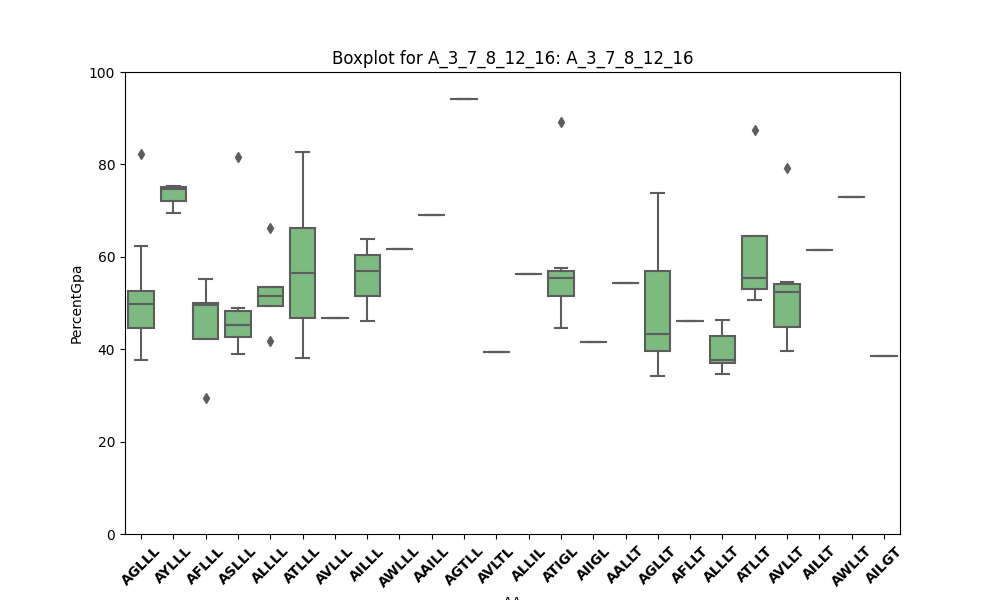 Boxplot for A_3_7_8_12_16: A_3_7_8_12_16
100
80
60
40
20
0
PercentGpa
AGLLL AYLLL AFLLL ASLLL ALLLL ATLLL AVLLL AILLL AWLLL AAILL AGTLL AVLTL ALLIL ATIGL AIIGL AALLT AGLLT AFLLT ALLLT ATLLT AVLLT AILLT AWLLT AILGT